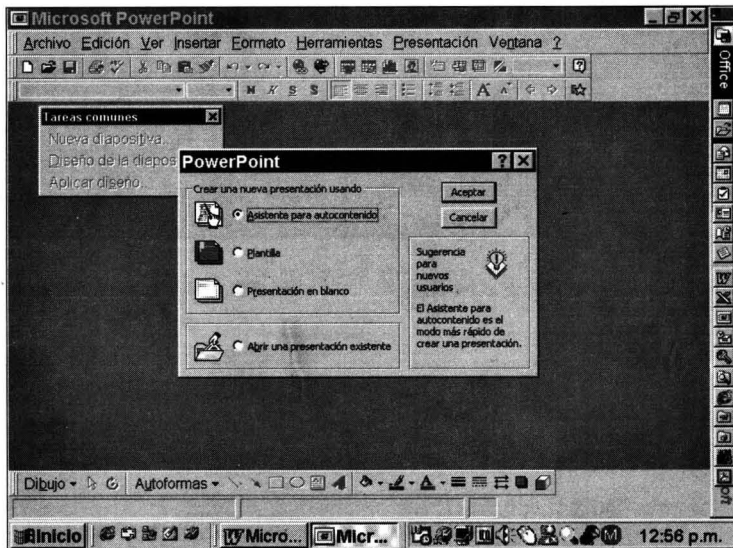 Microsoft PowerPoint
Archivo Edición Ver Insertar Formato Herramientas Presentación Ventana ?
Office
N K S S
Tareas comunes
Nueva diapositiva...
Diseño de la diapos
Aplicar diseño...
PowerPoint
Crear una nueva presentación usando
Asistente para autocontenido
Plantilla
Presentación en blanco
Abrir una presentación existente
Aceptar
Cancelar
Sugerencia
para
nuevos
usuarios
El Asistente para
autocontenido es el
modo más rápido de
crear una presentación.
Dibujo Autoformas
Inicio Micro... Micr... 12:56 p.m.